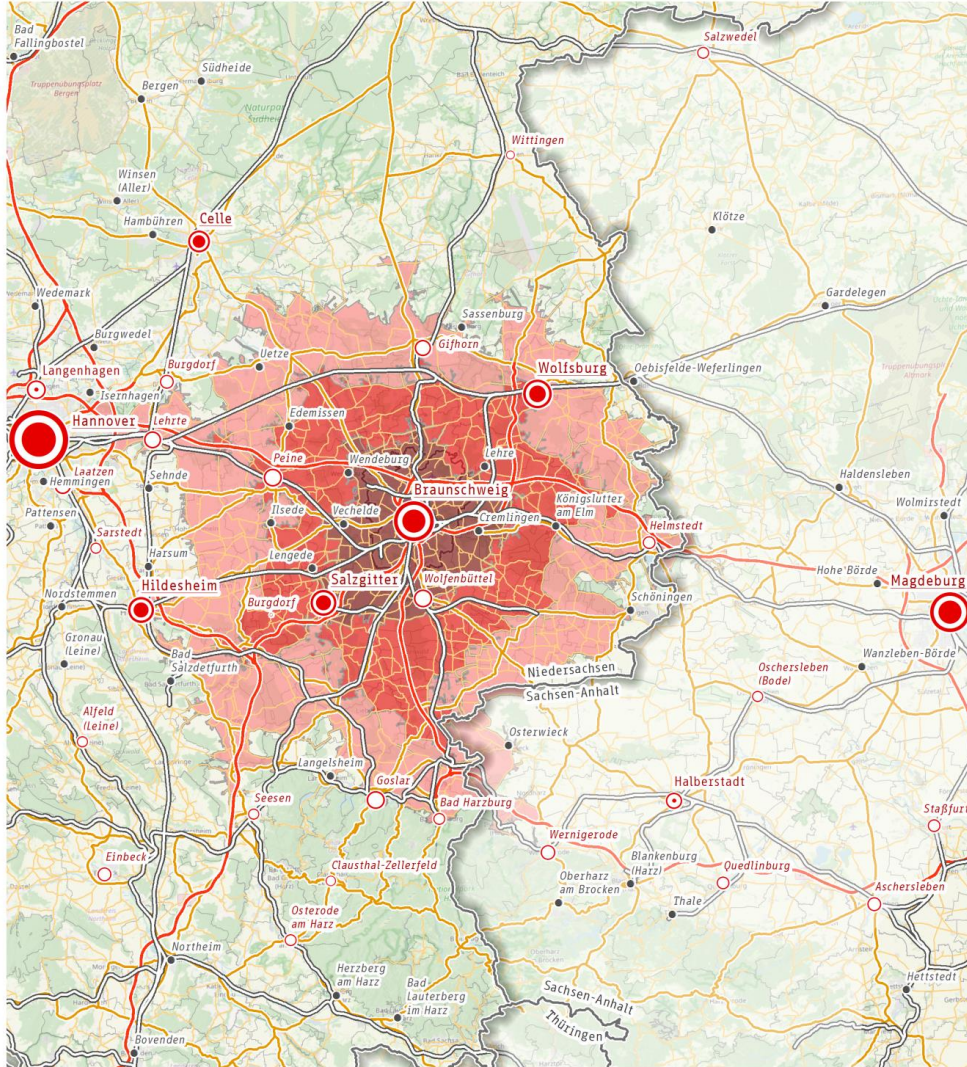 Bad
Fallingbostel
Südheide
Bergen
Truppenübungsplatz
Bergen
Salzwedel
Wittingen
Winsen
(Aller)
Hambühren
Celle
Klötze
Wedemark
Gardelegen
Sassenburg
Burgwedel
Gifhorn
Uetze
Burgdorf
Langenhagen
Isernhagen
Wolfsburg
Oebisfelde-Weferlingen
Hannover
Lehrte
Edemissen
Laatzen
Hemmingen
Sehnde
Peine
Wendeburg
Lehre
Haldensleben
Braunschweig
Königslutter
am Elm
Wolmirstedt
Pattensen
Ilsede
Vechelde
Cremlingen
Helmstedt
Sarstedt
Harsum
Lengede
Hohe Börde
Hildesheim
Salzgitter
Wolfenbüttel
Magdeburg
Nordstemmen
Burgdorf
Schöningen
Gronau
(Leine)
Bad
Salzdetfurth
Wanzleben-Börde
Niedersachsen
Sachsen-Anhalt
Oschersleben
(Bode)
Alfeld
(Leine)
Osterwieck
Langelsheim
Goslar
Halberstadt
Seesen
Bad Harzburg
Staßfurt
Wernigerode
Einbeck
Clausthal-Zellerfeld
Blankenburg
(Harz)
Quedlinburg
Oberharz
am Brocken
Aschersleben
Thale
Osterode
am Harz
Northeim
Herzberg
am Harz
Bad
Lauterberg
im Harz
Hettstedt
Sachsen-Anhalt
Thüringen
Bovenden